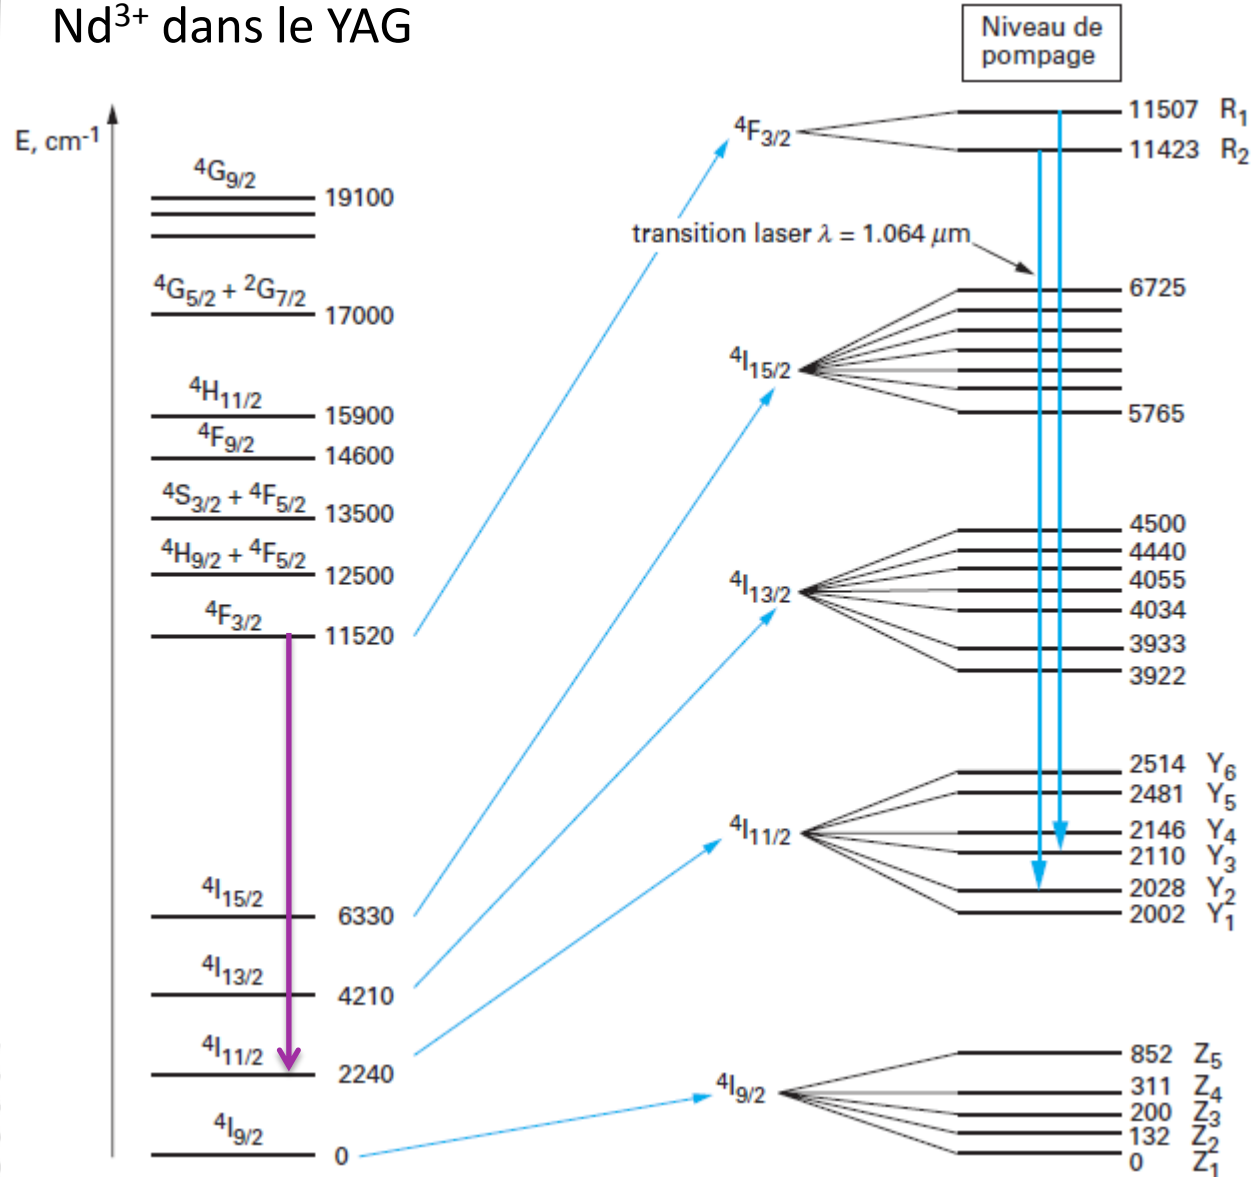 Nd³⁺ dans le YAG
Niveau de
pompage
E, cm⁻¹
⁴G₉/₂
19100
⁴G₅/₂ + ²G₇/₂
17000
⁴H₁₁/₂
15900
⁴F₉/₂
14600
⁴S₃/₂ + ⁴F₅/₂
13500
⁴H₉/₂ + ⁴F₅/₂
12500
⁴F₃/₂
11520
⁴I₁₅/₂
6330
⁴I₁₃/₂
4210
⁴I₁₁/₂
2240
⁴I₉/₂
0
⁴F₃/₂
11507 R₁
11423 R₂
transition laser λ = 1.064 μm
⁴I₁₅/₂
6725
5765
⁴I₁₃/₂
4500
4440
4055
4034
3933
3922
⁴I₁₁/₂
2514 Y₆
2481 Y₅
2146 Y₄
2110 Y₃
2028 Y₂
2002 Y₁
⁴I₉/₂
852 Z₅
311 Z₄
200 Z₃
132 Z₂
0 Z₁